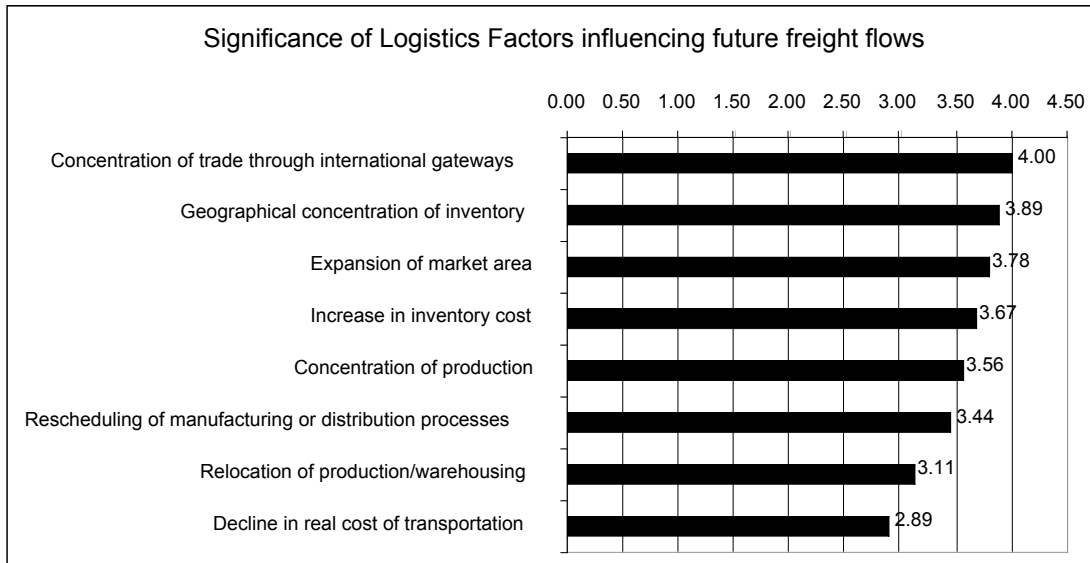 Significance of Logistics Factors influencing future freight flows
0.00 0.50 1.00 1.50 2.00 2.50 3.00 3.50 4.00 4.50
Concentration of trade through international gateways 4.00
Geographical concentration of inventory 3.89
Expansion of market area 3.78
Increase in inventory cost 3.67
Concentration of production 3.56
Rescheduling of manufacturing or distribution processes 3.44
Relocation of production/warehousing 3.11
Decline in real cost of transportation 2.89